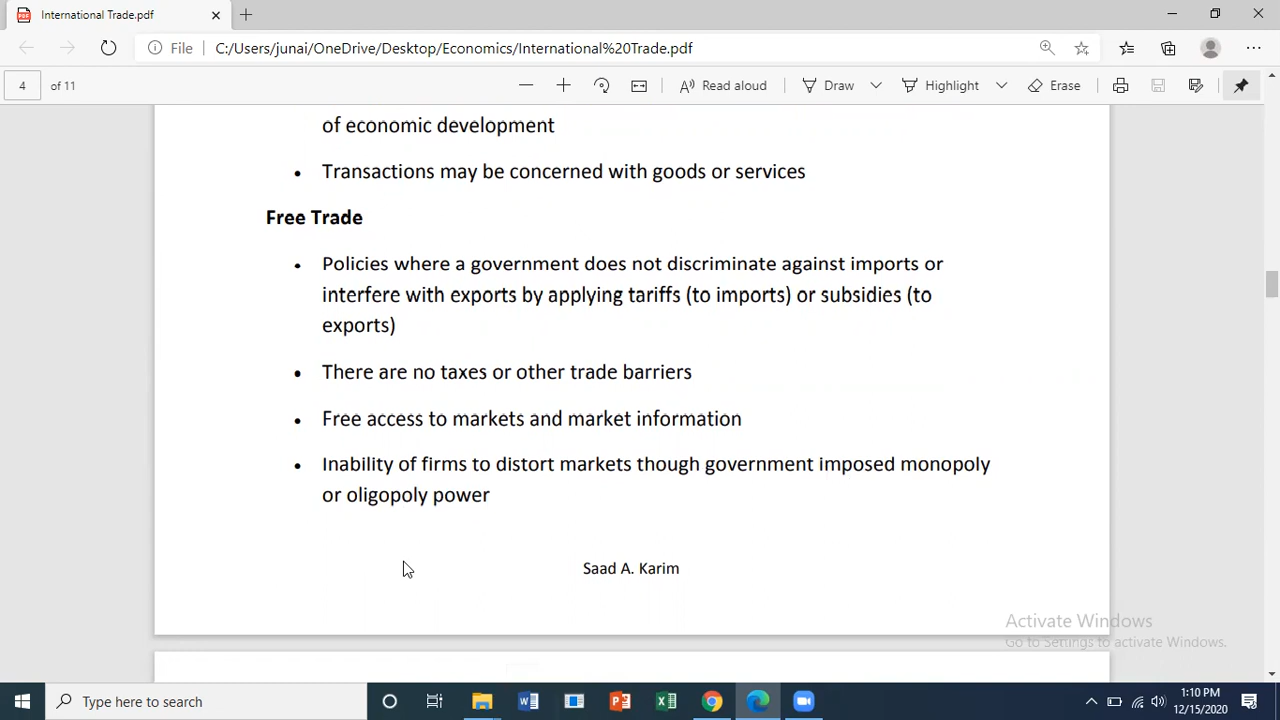 International Trade.pdf
File
C:/Users/junai/OneDrive/Desktop/Economics/International%20Trade.pdf
4
of 11
Read aloud
Draw
Highlight
Erase
of economic development
• Transactions may be concerned with goods or services
Free Trade
• Policies where a government does not discriminate against imports or
interfere with exports by applying tariffs (to imports) or subsidies (to
exports)
• There are no taxes or other trade barriers
• Free access to markets and market information
• Inability of firms to distort markets though government imposed monopoly
or oligopoly power
Saad A. Karim
Activate Windows
Go to Settings to activate Windows.
Type here to search
1:10 PM
12/15/2020